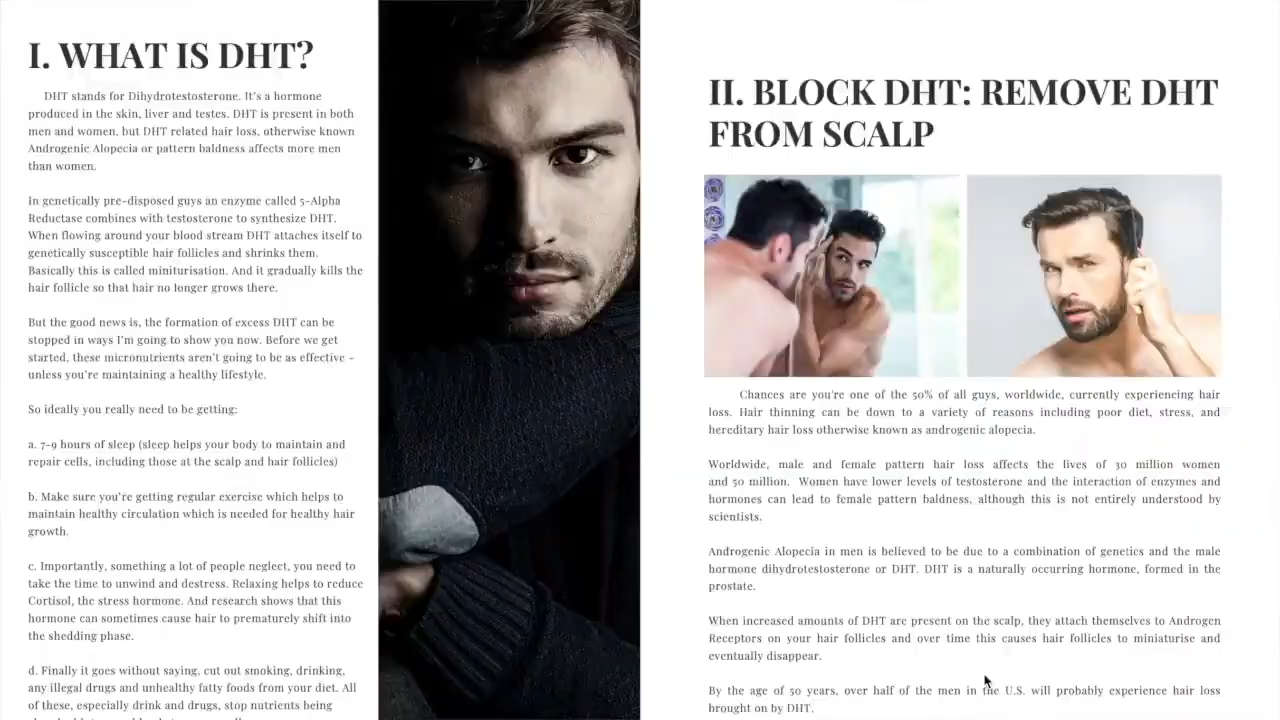 I. WHAT IS DHT?
DHT stands for Dihydrotestosterone. It's a hormone
produced in the skin, liver and testes. DHT is present in both
men and women, but DHT related hair loss, otherwise known
Androgenic Alopecia or pattern baldness affects more men
than women.
In genetically pre-disposed guys an enzyme called 5-Alpha
Reductase combines with testosterone to synthesize DHT.
When flowing around your blood stream DHT attaches itself to
genetically susceptible hair follicles and shrinks them.
Basically this is called miniturisation. And it gradually kills the
hair follicle so that hair no longer grows there.
But the good news is, the formation of excess DHT can be
stopped in ways I'm going to show you now. Before we get
started, these micronutrients aren't going to be as effective -
unless you're maintaining a healthy lifestyle.
So ideally you really need to be getting:
a. 7-9 hours of sleep (sleep helps your body to maintain and
repair cells, including those at the scalp and hair follicles)
b. Make sure you're getting regular exercise which helps to
maintain healthy circulation which is needed for healthy hair
growth.
c. Importantly, something a lot of people neglect, you need to
take the time to unwind and destress. Relaxing helps to reduce
Cortisol, the stress hormone. And research shows that this
hormone can sometimes cause hair to prematurely shift into
the shedding phase.
d. Finally it goes without saying, cut out smoking, drinking,
any illegal drugs and unhealthy fatty foods from your diet. All
of these, especially drink and drugs, stop nutrients being
II. BLOCK DHT: REMOVE DHT
FROM SCALP
Chances are you're one of the 50% of all guys, worldwide, currently experiencing hair
loss. Hair thinning can be down to a variety of reasons including poor diet, stress, and
hereditary hair loss otherwise known as androgenic alopecia.
Worldwide, male and female pattern hair loss affects the lives of 30 million women
and 50 million. Women have lower levels of testosterone and the interaction of enzymes and
hormones can lead to female pattern baldness, although this is not entirely understood by
scientists.
Androgenic Alopecia in men is believed to be due to a combination of genetics and the male
hormone dihydrotestosterone or DHT. DHT is a naturally occurring hormone, formed in the
prostate.
When increased amounts of DHT are present on the scalp, they attach themselves to Androgen
Receptors on your hair follicles and over time this causes hair follicles to miniaturise and
eventually disappear.
By the age of 50 years, over half of the men in the U.S. will probably experience hair loss
brought on by DHT.